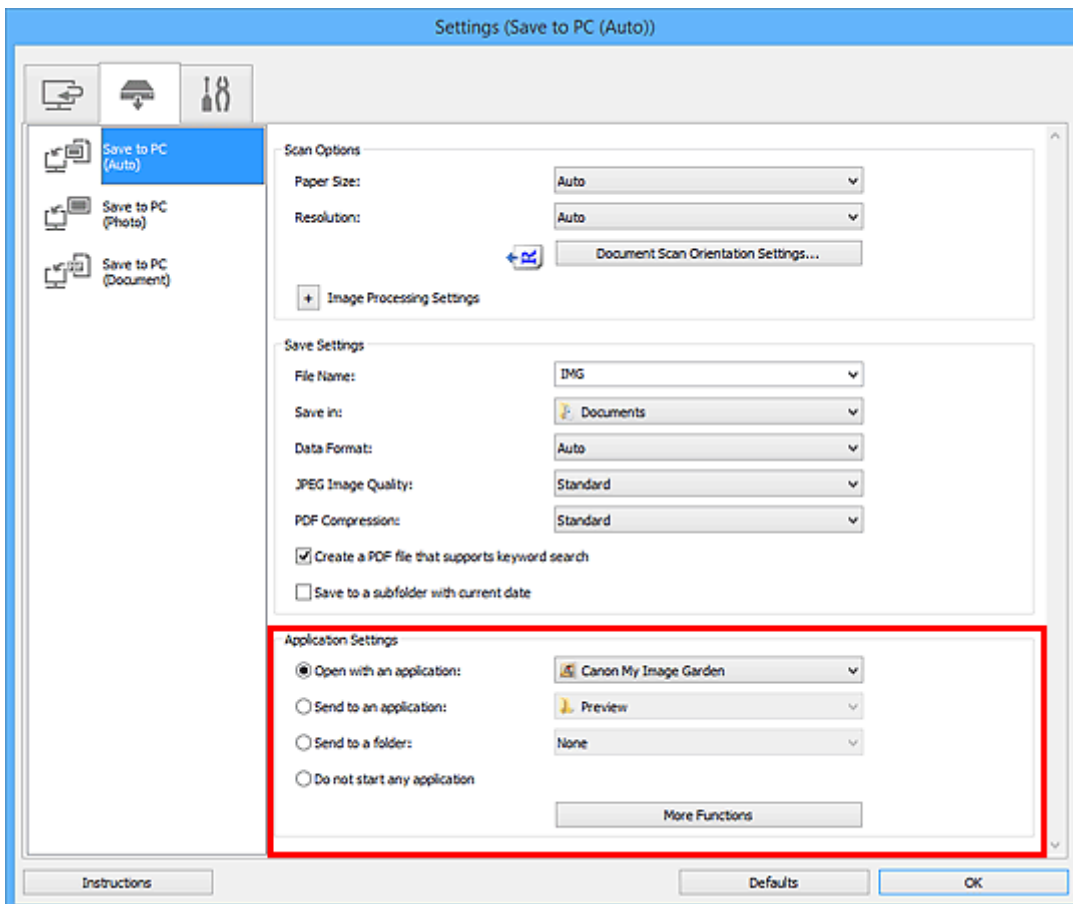 Settings (Save to PC (Auto))
Save to PC
(Auto)
Save to PC
(Photo)
Save to PC
(Document)
Scan Options
Paper Size: Auto
Resolution: Auto
R
Document Scan Orientation Settings...
+ Image Processing Settings
Save Settings
File Name: IMG
Save in: Documents
Data Format: Auto
JPEG Image Quality: Standard
PDF Compression: Standard
Create a PDF file that supports keyword search
Save to a subfolder with current date
Application Settings
Open with an application: Canon My Image Garden
Send to an application: Preview
Send to a folder: None
Do not start any application
More Functions
Instructions Defaults OK